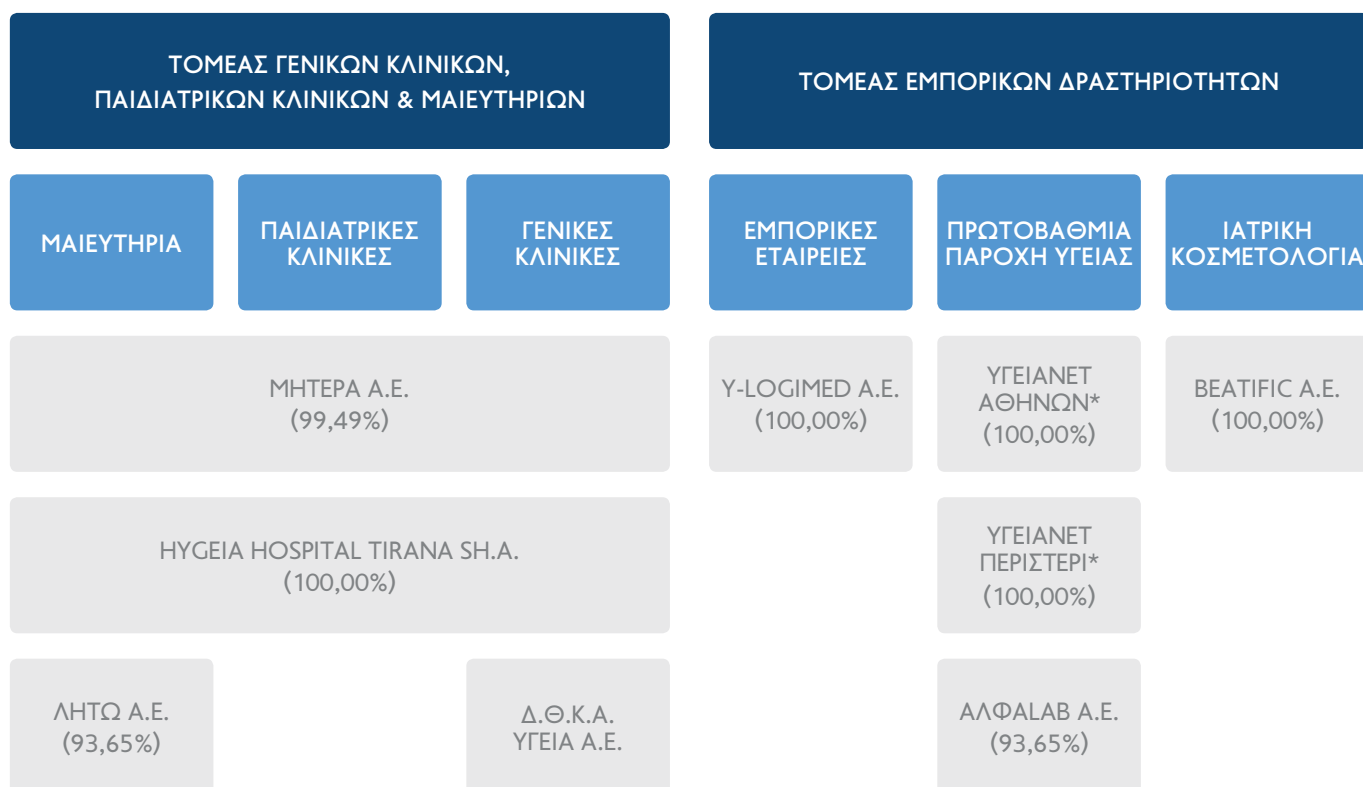 ΤΟΜΕΑΣ ΓΕΝΙΚΩΝ ΚΛΙΝΙΚΩΝ,
ΠΑΙΔΙΑΤΡΙΚΩΝ ΚΛΙΝΙΚΩΝ & ΜΑΙΕΥΤΗΡΙΩΝ
ΤΟΜΕΑΣ ΕΜΠΟΡΙΚΩΝ ΔΡΑΣΤΗΡΙΟΤΗΤΩΝ
ΜΑΙΕΥΤΗΡΙΑ
ΠΑΙΔΙΑΤΡΙΚΕΣ
ΚΛΙΝΙΚΕΣ
ΓΕΝΙΚΕΣ
ΚΛΙΝΙΚΕΣ
ΕΜΠΟΡΙΚΕΣ
ΕΤΑΙΡΕΙΕΣ
ΠΡΩΤΟΒΑΘΜΙΑ
ΠΑΡΟΧΗ ΥΓΕΙΑΣ
ΙΑΤΡΙΚΗ
ΚΟΣΜΕΤΟΛΟΓΙΑ
ΜΗΤΕΡΑ Α.Ε.
(99,49%)
Y-LOGIMED Α.Ε.
(100,00%)
ΥΓΕΙΑΝΕΤ
ΑΘΗΝΩΝ*
(100,00%)
BEATIFIC Α.Ε.
(100,00%)
HYGEIA HOSPITAL TIRANA SH.A.
(100,00%)
ΥΓΕΙΑΝΕΤ
ΠΕΡΙΣΤΕΡΙ*
(100,00%)
ΛΗΤΩ Α.Ε.
(93,65%)
Δ.Θ.Κ.Α.
ΥΓΕΙΑ Α.Ε.
ΑΛΦΑLAB Α.Ε.
(93,65%)